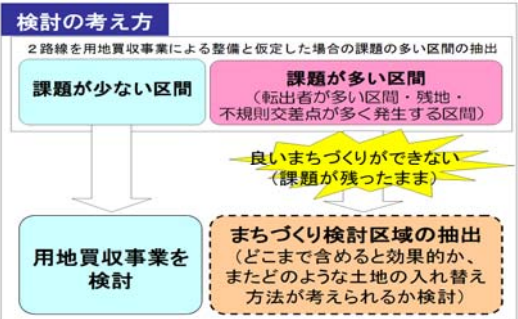 検討の考え方
2路線を用地買収事業による整備と仮定した場合の課題の多い区間の抽出
課題が少ない区間
課題が多い区間
(転出者が多い区間・残地・
不規則交差点が多く発生する区間)
良いまちづくりができない
(課題が残ったまま)
用地買収事業を
検討
まちづくり検討区域の抽出
(どこまで含めると効果的か、
またどのような土地の入れ替え
方法が考えられるか検討)